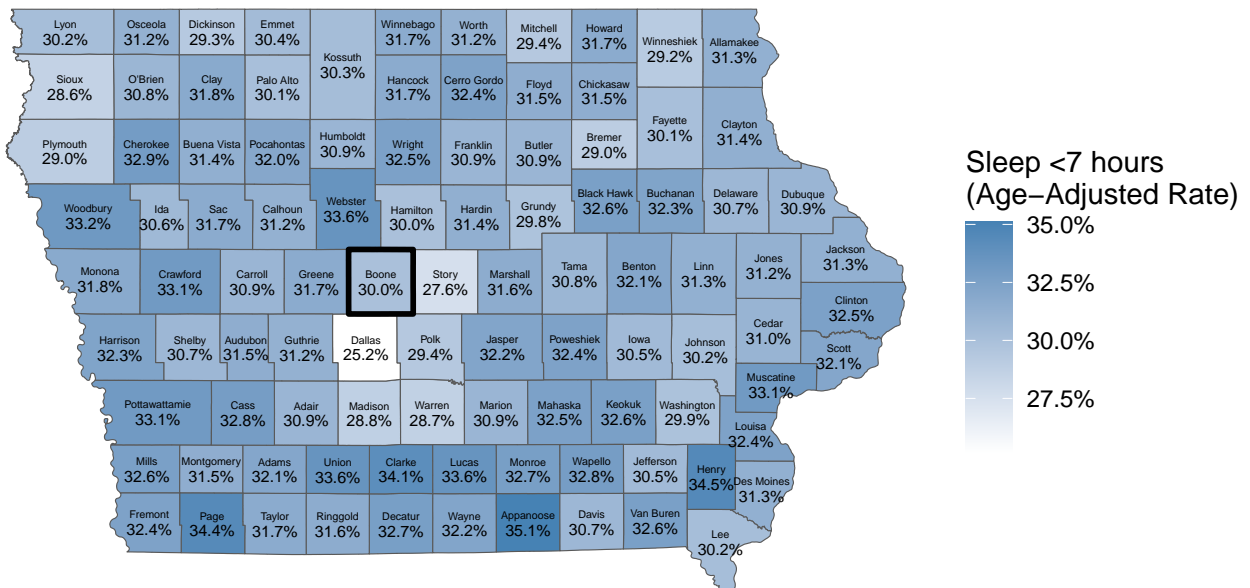 Lyon
30.2%
Osceola
31.2%
Dickinson
29.3%
Emmet
30.4%
Kossuth
30.3%
Winnebago
31.7%
Worth
31.2%
Mitchell
29.4%
Howard
31.7%
Winneshiek
29.2%
Allamakee
31.3%
Sioux
28.6%
O'Brien
30.8%
Clay
31.8%
Palo Alto
30.1%
Hancock
31.7%
Cerro Gordo
32.4%
Floyd
31.5%
Chickasaw
31.5%
Fayette
30.1%
Clayton
31.4%
Plymouth
29.0%
Cherokee
32.9%
Buena Vista
31.4%
Pocahontas
32.0%
Humboldt
30.9%
Wright
32.5%
Franklin
30.9%
Butler
30.9%
Bremer
29.0%
Woodbury
33.2%
Ida
30.6%
Sac
31.7%
Calhoun
31.2%
Webster
33.6%
Hamilton
30.0%
Hardin
31.4%
Grundy
29.8%
Black Hawk
32.6%
Buchanan
32.3%
Delaware
30.7%
Dubuque
30.9%
Monona
31.8%
Crawford
33.1%
Carroll
30.9%
Greene
31.7%
Boone
30.0%
Story
27.6%
Marshall
31.6%
Tama
30.8%
Benton
32.1%
Linn
31.3%
Jones
31.2%
Jackson
31.3%
Clinton
32.5%
Harrison
32.3%
Shelby
30.7%
Audubon
31.5%
Guthrie
31.2%
Dallas
25.2%
Polk
29.4%
Jasper
32.2%
Poweshiek
32.4%
Iowa
30.5%
Johnson
30.2%
Cedar
31.0%
Scott
32.1%
Muscatine
33.1%
Pottawattamie
33.1%
Cass
32.8%
Adair
30.9%
Madison
28.8%
Warren
28.7%
Marion
30.9%
Mahaska
32.5%
Keokuk
32.6%
Washington
29.9%
Louisa
32.4%
Mills
32.6%
Montgomery
31.5%
Adams
32.1%
Union
33.6%
Clarke
34.1%
Lucas
33.6%
Monroe
32.7%
Wapello
32.8%
Jefferson
30.5%
Henry
34.5%
Des Moines
31.3%
Fremont
32.4%
Page
34.4%
Taylor
31.7%
Ringgold
31.6%
Decatur
32.7%
Wayne
32.2%
Appanoose
35.1%
Davis
30.7%
Van Buren
32.6%
Lee
30.2%
Sleep <7 hours
(Age−Adjusted Rate)
35.0%
32.5%
30.0%
27.5%